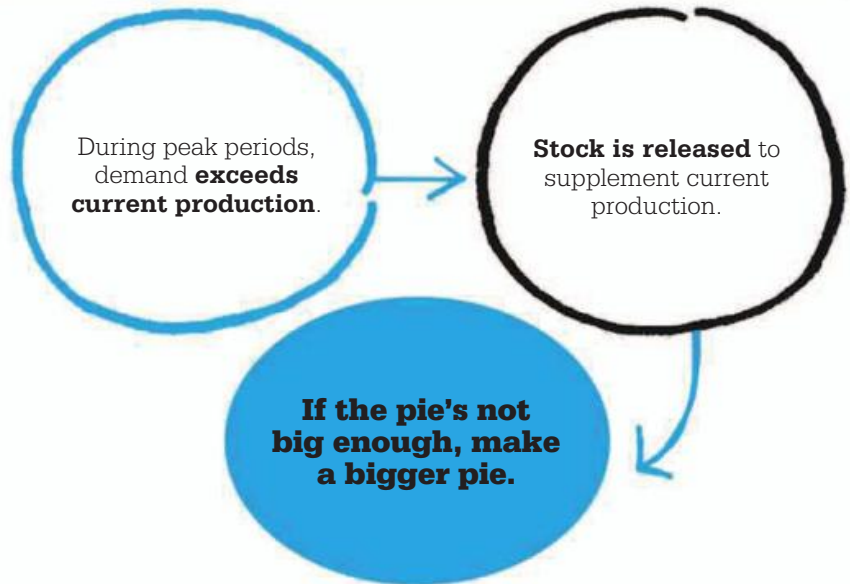 During peak periods,
demand exceeds
current production.
Stock is released to
supplement current
production.
If the pie's not
big enough, make
a bigger pie.